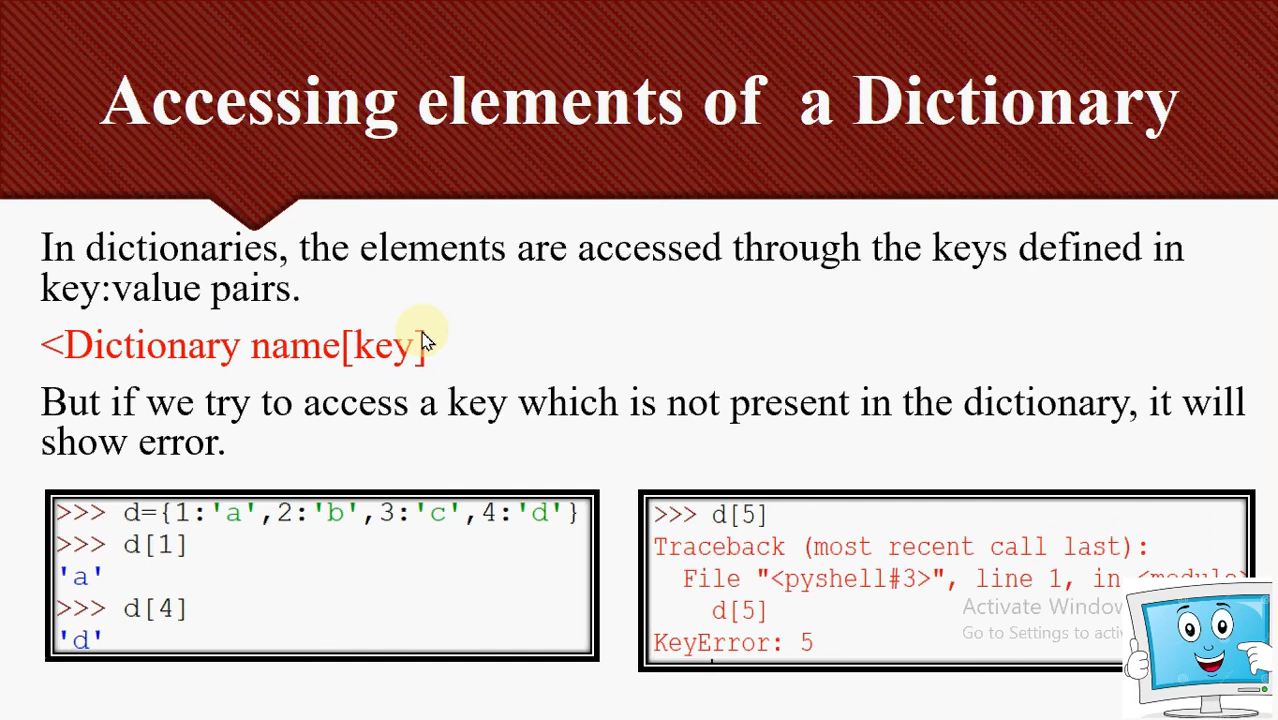 Accessing elements of a Dictionary
In dictionaries, the elements are accessed through the keys defined in
key:value pairs.
<Dictionary name[key]
But if we try to access a key which is not present in the dictionary, it will
show error.
>>> d={1:'a',2:'b',3:'c',4:'d'}
>>> d[1]
'a'
>>> d[4]
'd'
>>> d[5]
Traceback (most recent call last):
File "<pyshell#3>", line 1, in <module>
d[5]
KeyError: 5
Activate Windo
Go to Settings to acti